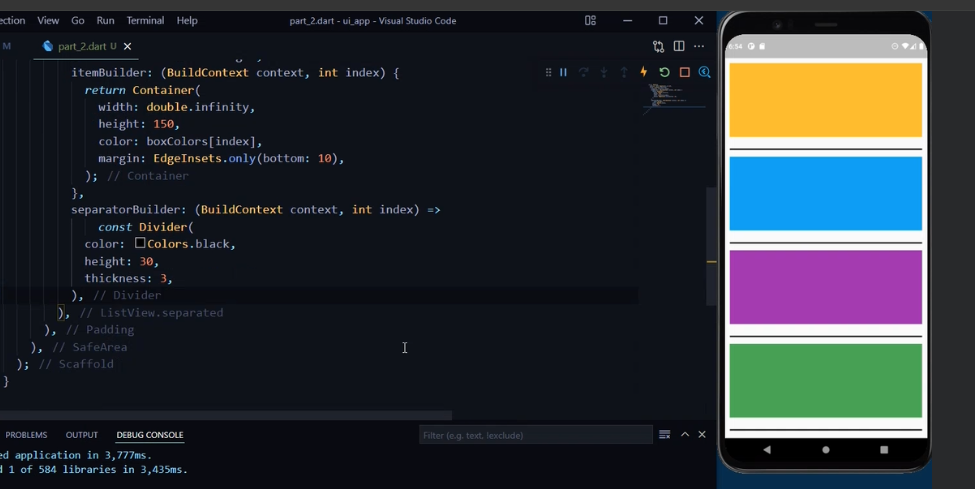 ection View Go Run Terminal Help
part_2.dart - ui_app - Visual Studio Code
M
part_2.dart U
itemBuilder: (BuildContext context, int index) {
return Container(
width: double.infinity,
height: 150,
color: boxColors[index],
margin: EdgeInsets.only(bottom: 10),
); // Container
},
separatorBuilder: (BuildContext context, int index) =>
const Divider(
color: Colors.black,
height: 30,
thickness: 3,
), // Divider
), // ListView.separated
), // Padding
), // SafeArea
); // Scaffold
}
PROBLEMS OUTPUT DEBUG CONSOLE
Filter (e.g. text, !exclude)
ed application in 3,777ms.
d 1 of 584 libraries in 3,435ms.
6:54